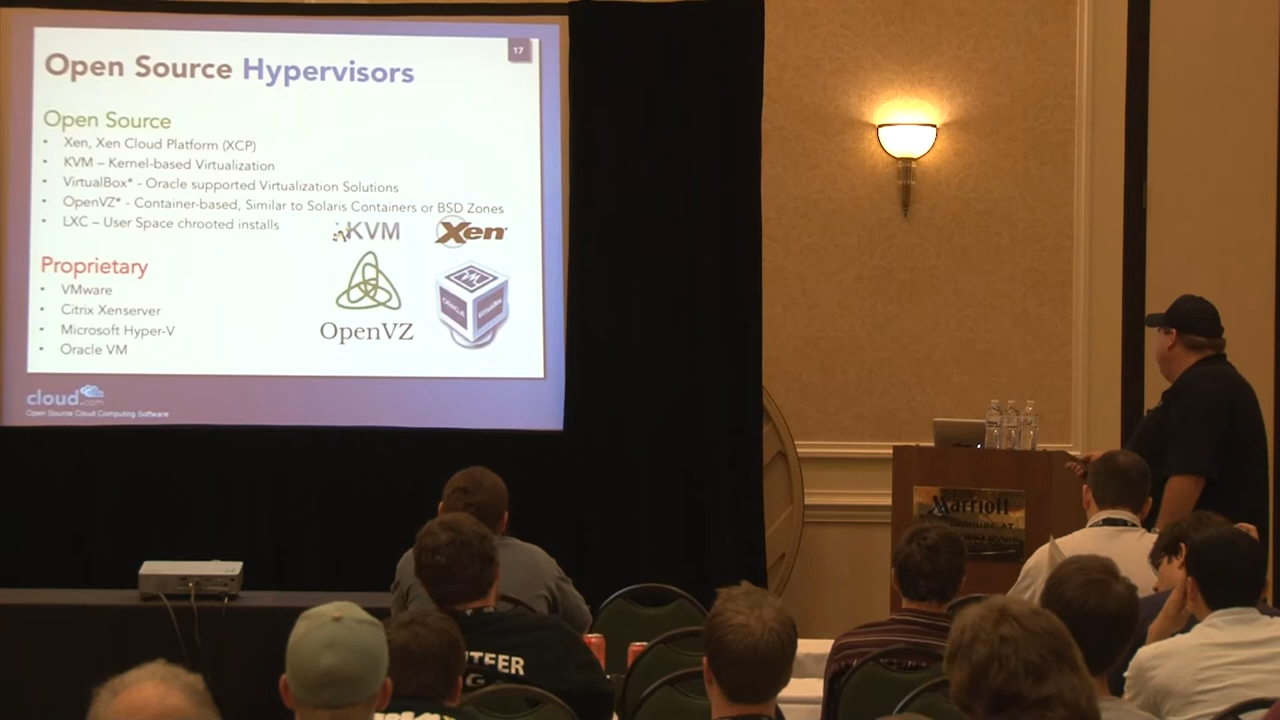 17
Open Source Hypervisors
Open Source
• Xen, Xen Cloud Platform (XCP)
• KVM – Kernel-based Virtualization
• VirtualBox* - Oracle supported Virtualization Solutions
• OpenVZ* - Container-based, Similar to Solaris Containers or BSD Zones
• LXC – User Space chrooted installs
KVM
Xen
Proprietary
• VMware
• Citrix Xenserver
• Microsoft Hyper-V
• Oracle VM
OpenVZ
ORACLE
VirtualBox
cloud.com
Open Source Cloud Computing Software
Marriott